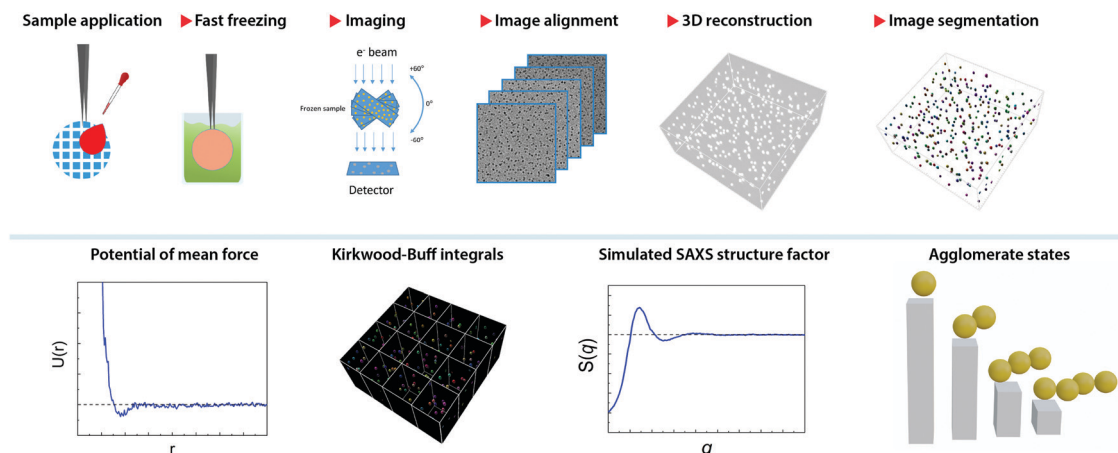 Sample application ▶ Fast freezing ▶ Imaging ▶ Image alignment ▶ 3D reconstruction ▶ Image segmentation
e⁻ beam
+60°
Frozen sample
0°
-60°
Detector
Potential of mean force
Kirkwood-Buff integrals
Simulated SAXS structure factor
Agglomerate states
U(r)
r
S(q)
q